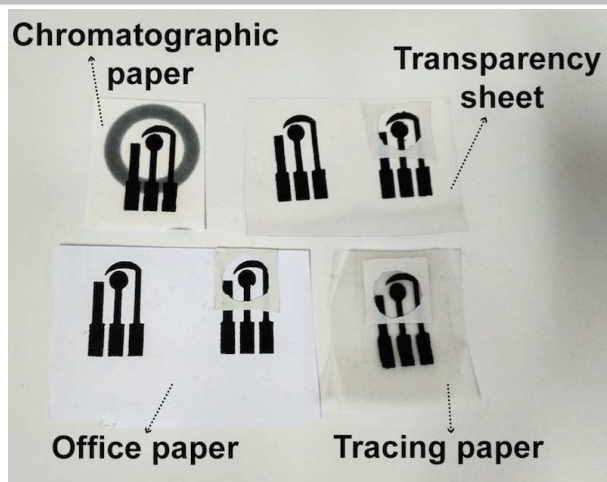 Chromatographic
paper
Transparency
sheet
Office paper
Tracing paper